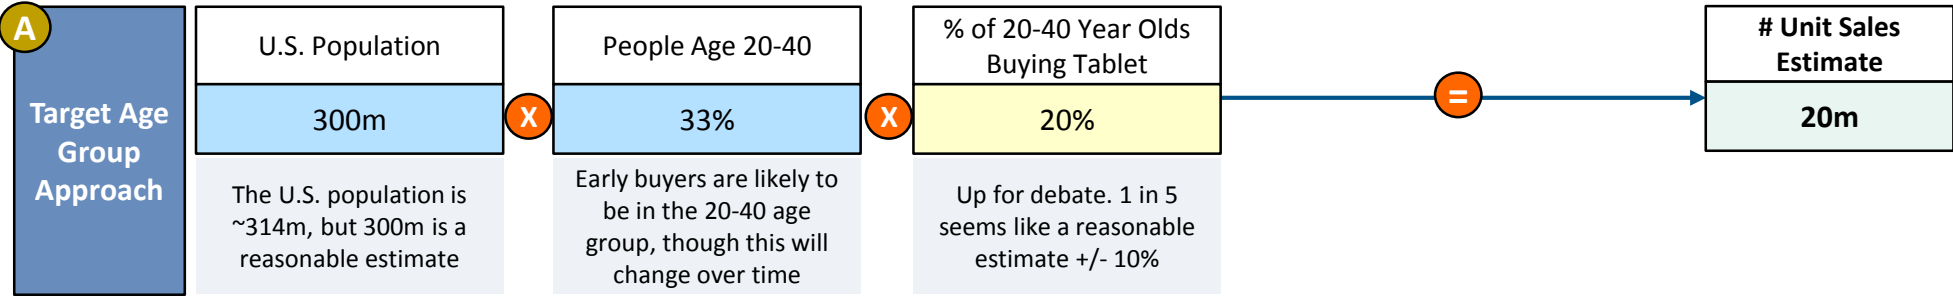 A
Target Age
Group
Approach
U.S. Population
300m
The U.S. population is
~314m, but 300m is a
reasonable estimate
X
People Age 20-40
33%
Early buyers are likely to
be in the 20-40 age
group, though this will
change over time
X
% of 20-40 Year Olds
Buying Tablet
20%
Up for debate. 1 in 5
seems like a reasonable
estimate +/- 10%
=
# Unit Sales
Estimate
20m